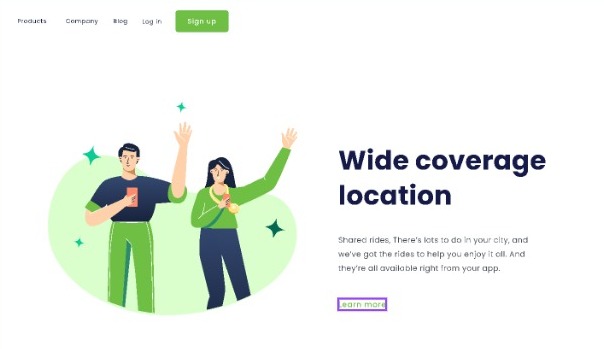 Products Company Blog Log in Sign up
Wide coverage
location
Shared rides, There's lots to do in your city, and
we've got the rides to help you enjoy it all. And
they're all available right from your app.
Learn more